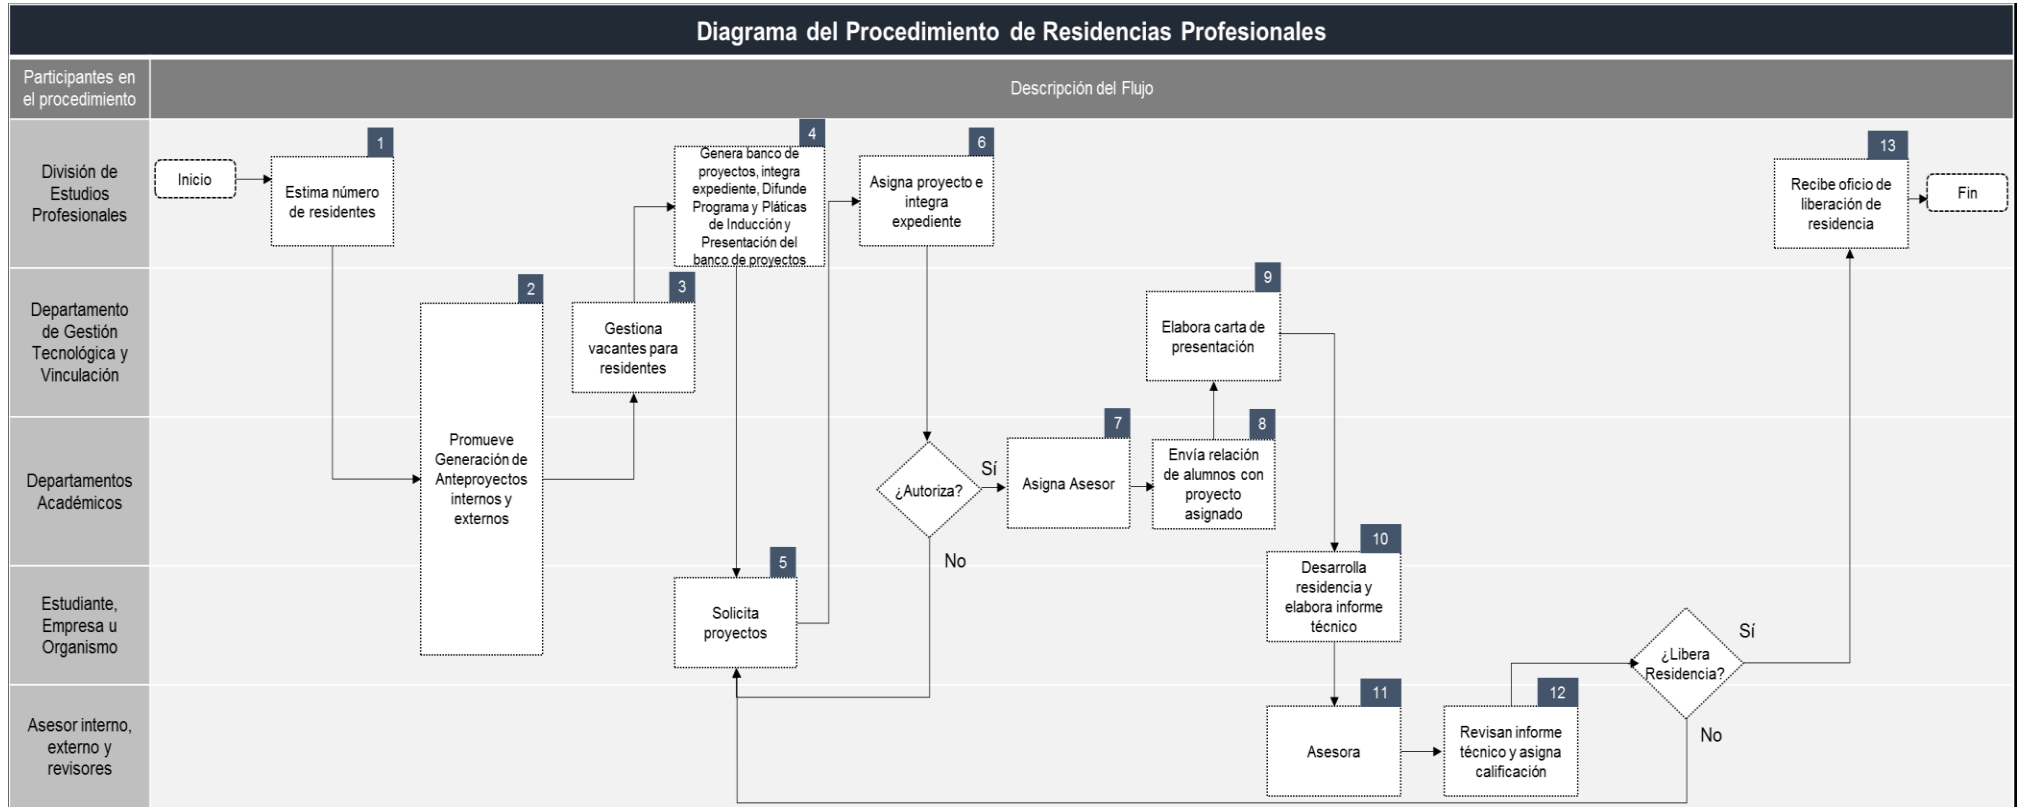 Diagrama del Procedimiento de Residencias Profesionales
Participantes en
el procedimiento
Descripción del Flujo
División de
Estudios
Profesionales
Inicio
1
Estima número
de residentes
4
Genera banco de
proyectos, integra
expediente, Difunde
Programa y Pláticas
de Inducción y
Presentación del
banco de proyectos
6
Asigna proyecto e
integra
expediente
13
Recibe oficio de
liberación de
residencia
Fin
Departamento
de Gestión
Tecnológica y
Vinculación
2
Promueve
Generación de
Anteproyectos
internos y
externos
3
Gestiona
vacantes para
residentes
9
Elabora carta de
presentación
Departamentos
Académicos
¿Autoriza?
Sí
No
7
Asigna Asesor
8
Envía relación
de alumnos con
proyecto
asignado
Estudiante,
Empresa u
Organismo
5
Solicita
proyectos
10
Desarrolla
residencia y
elabora informe
técnico
¿Libera
Residencia?
Sí
No
Asesor interno,
externo y
revisores
11
Asesora
12
Revisan informe
técnico y asigna
calificación